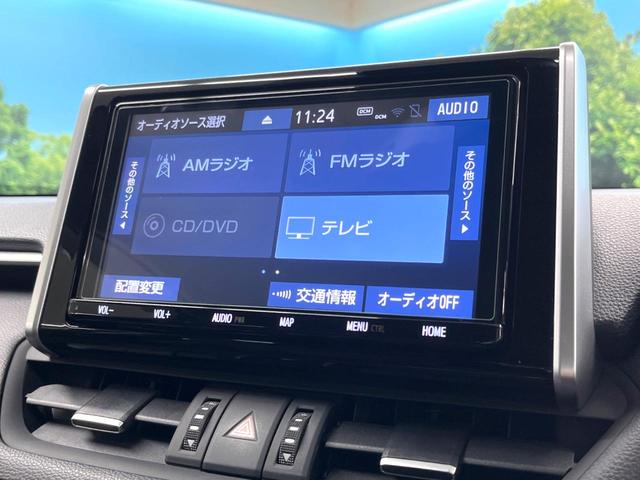 オーディオソース選択 11:24 DCM DCM AUDIO
AMラジオ FMラジオ
その他のソース
その他のソース
CD/DVD テレビ
配置変更 交通情報 オーディオOFF
VOL- VOL+ AUDIO PWR MAP MENU CTRL HOME